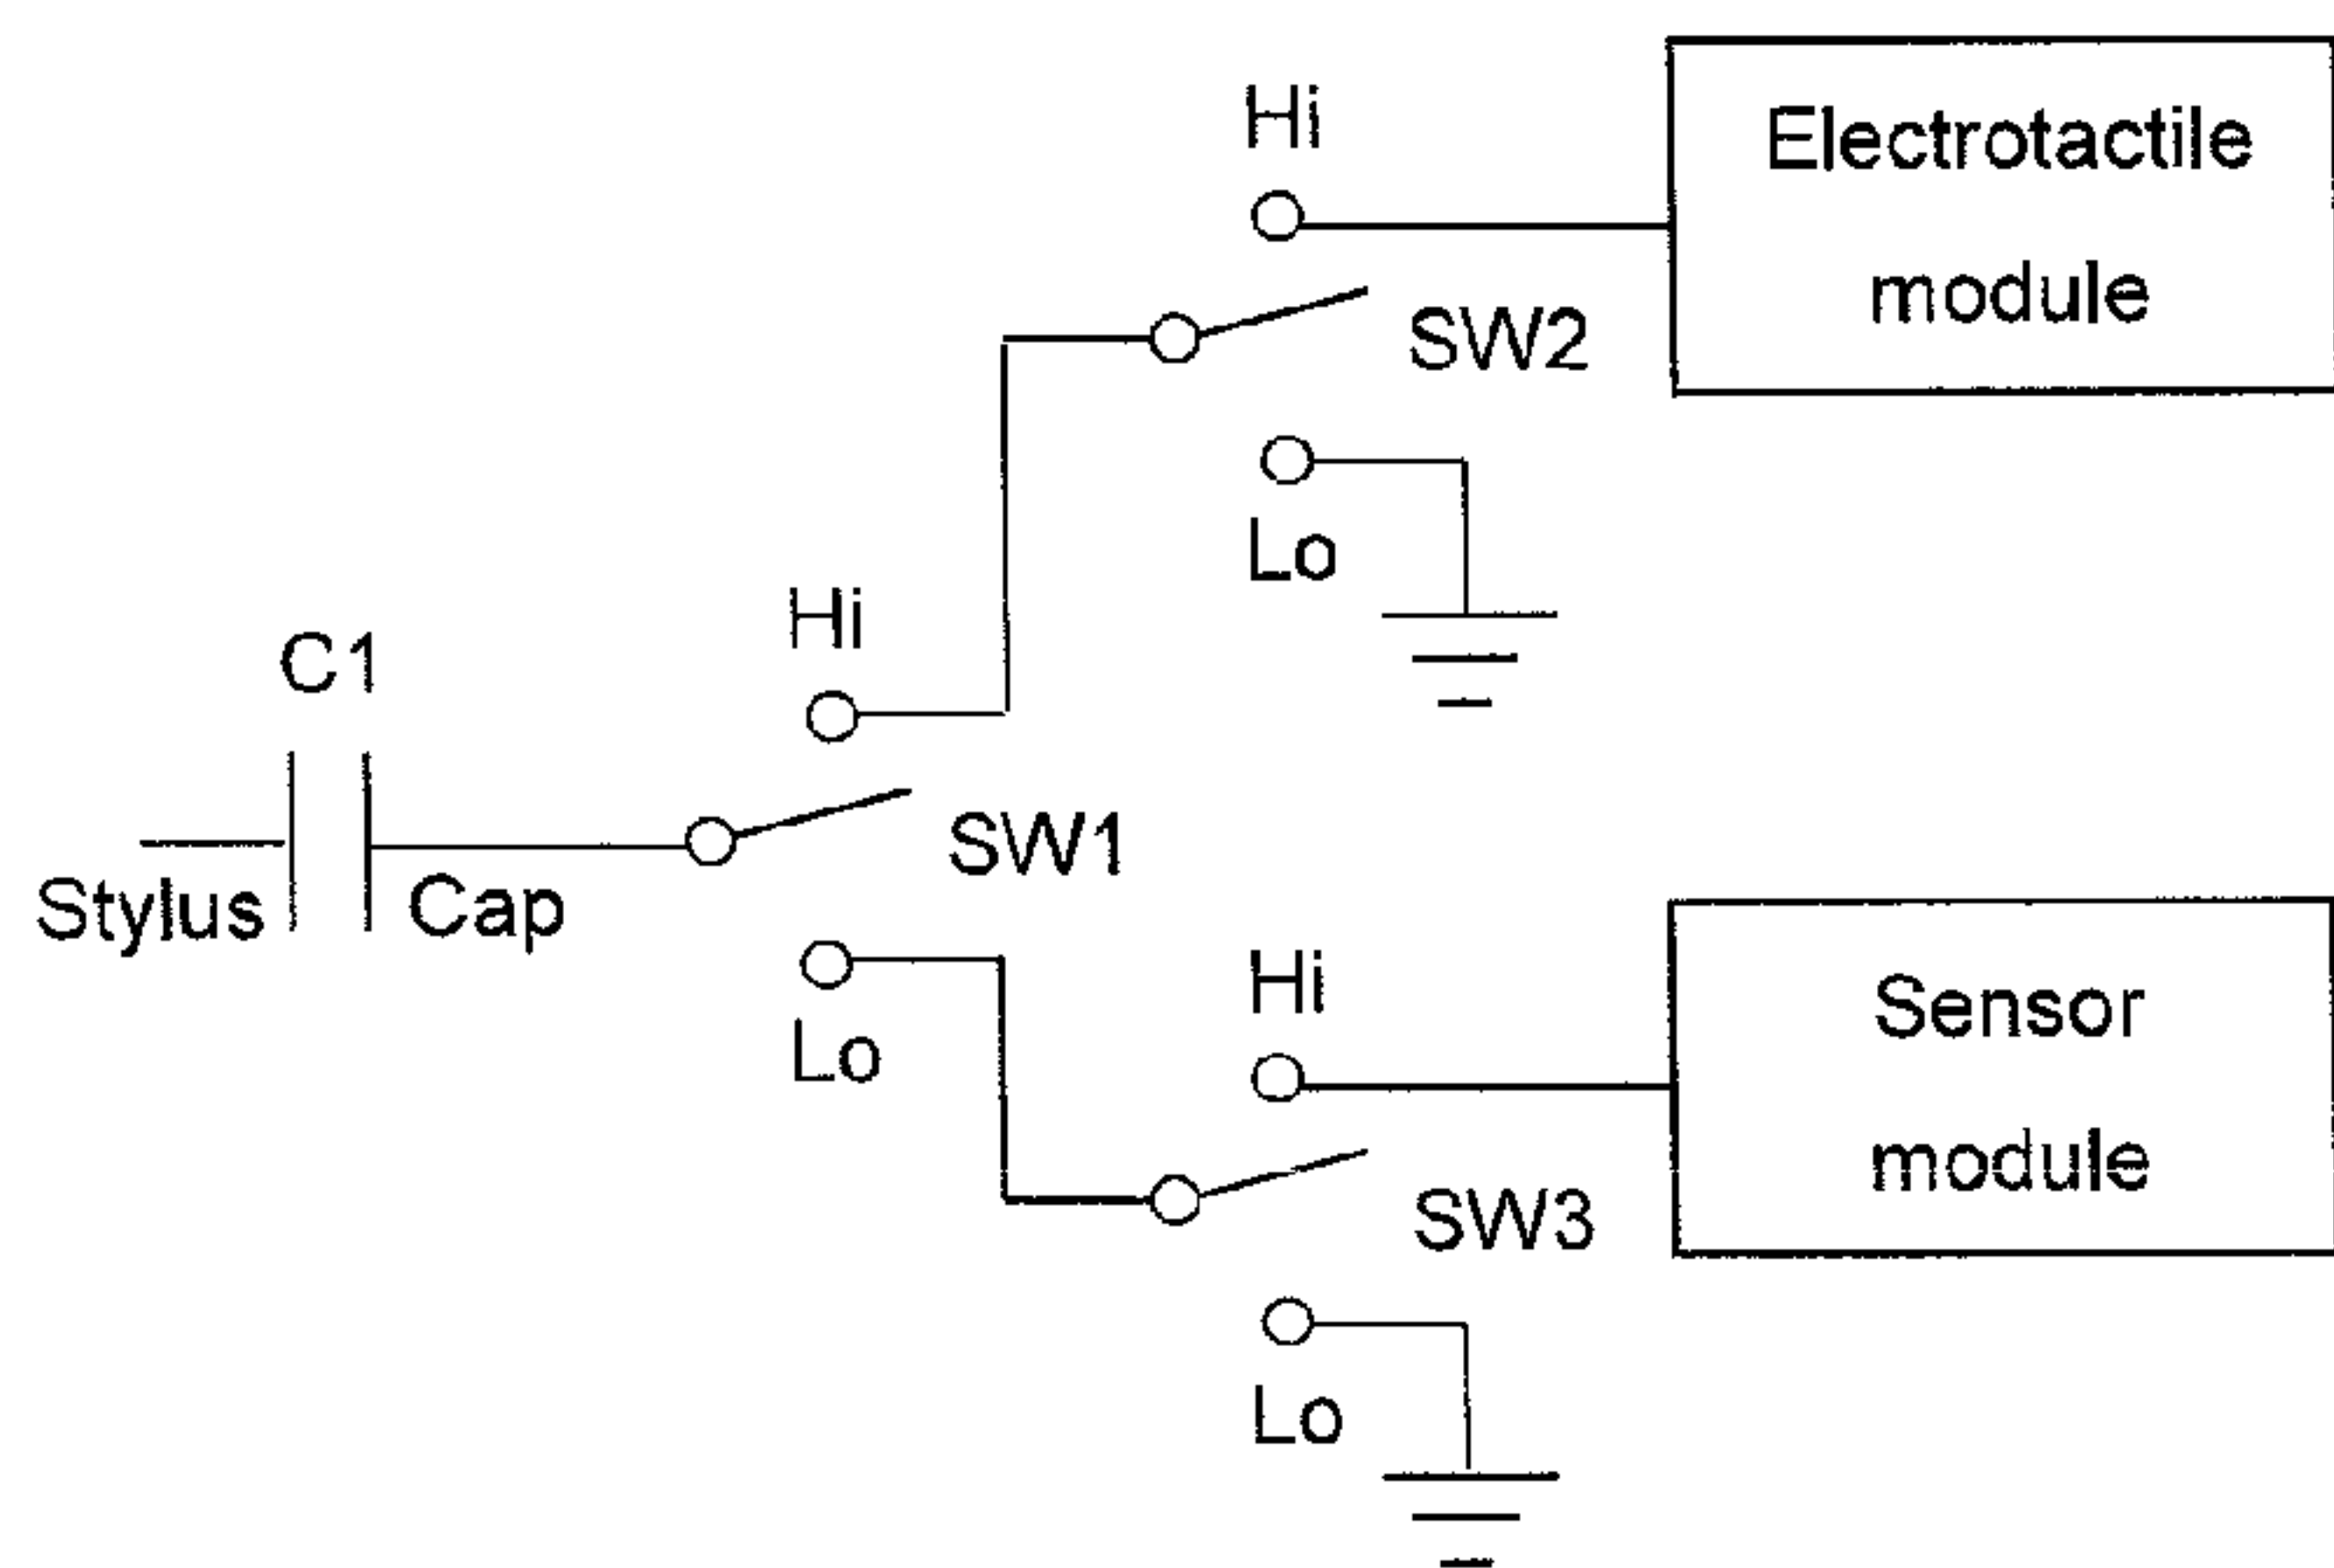 Hi
Electrotactile
module
SW2
Lo
Hi
C1
SW1
Stylus
Cap
Lo
Hi
Sensor
module
SW3
Lo